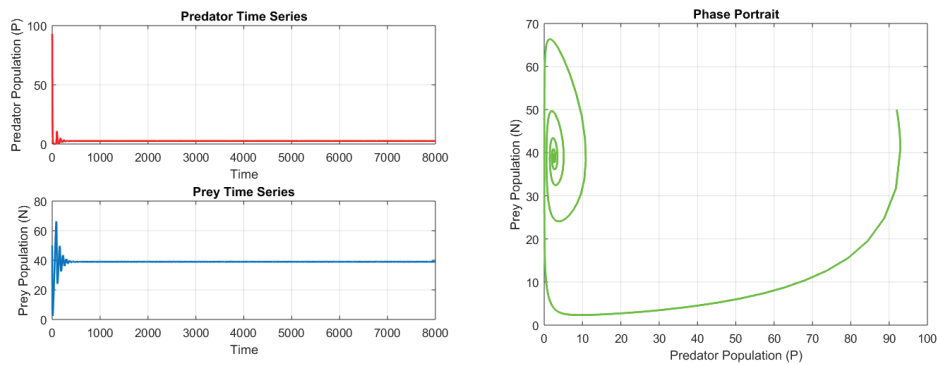 Predator Time Series
Predator Population (P)
100
50
0
0 1000 2000 3000 4000 5000 6000 7000 8000
Time
Prey Time Series
Prey Population (N)
80
60
40
20
0
0 1000 2000 3000 4000 5000 6000 7000 8000
Time
Phase Portrait
Prey Population (N)
70
60
50
40
30
20
10
0
0 10 20 30 40 50 60 70 80 90 100
Predator Population (P)